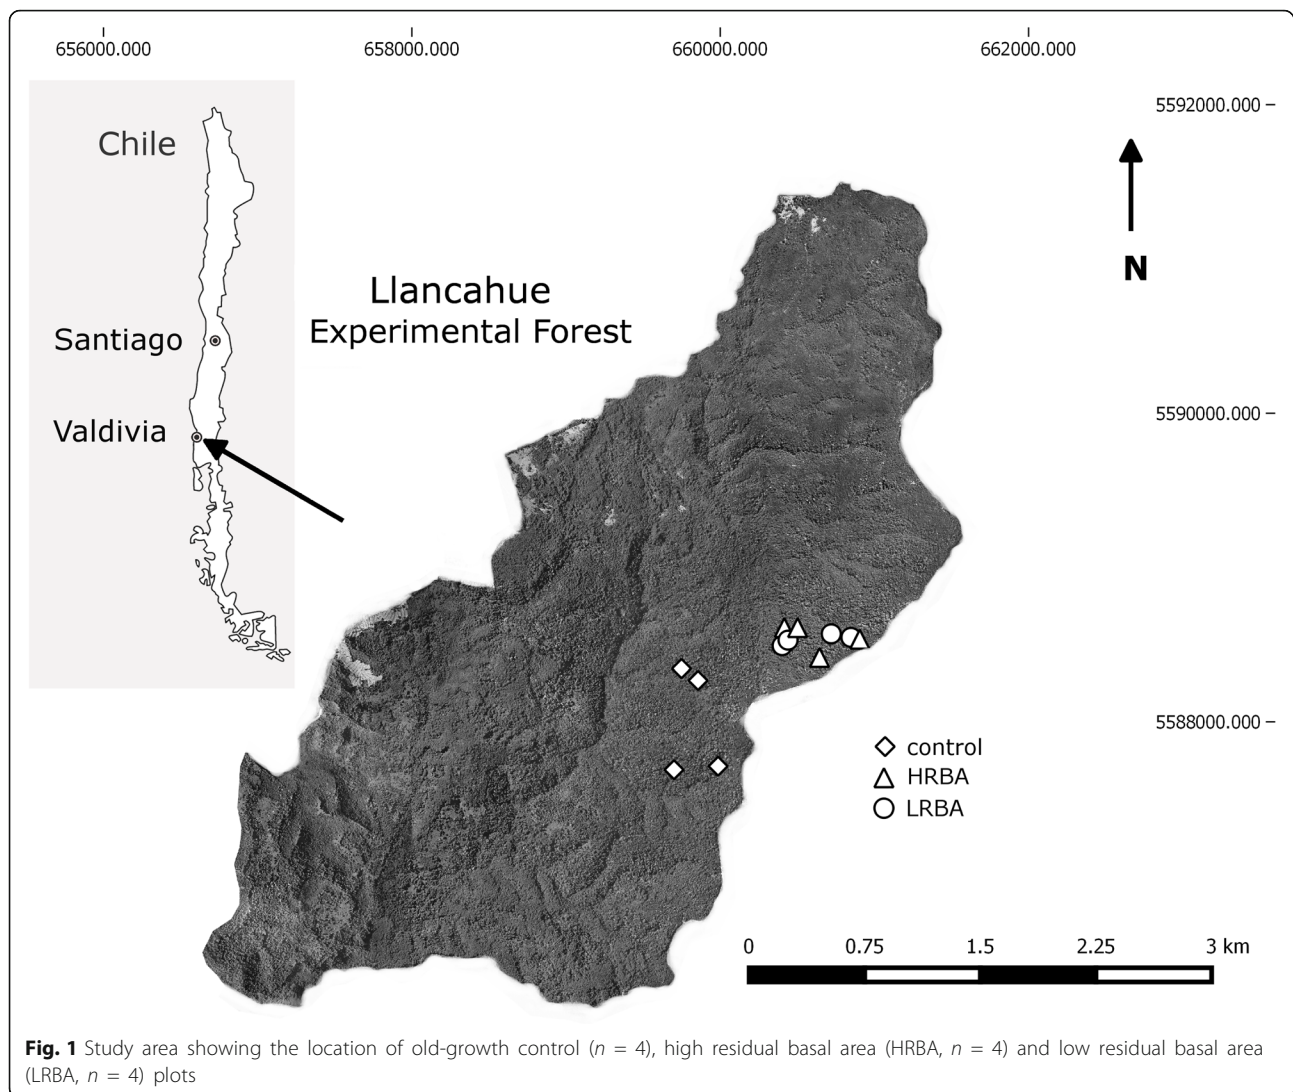 656000.000 658000.000 660000.000 662000.000
5592000.000
Chile
N
Llancahue
Experimental Forest
Santiago
5590000.000
Valdivia
5588000.000
control
HRBA
LRBA
0 0.75 1.5 2.25 3 km
Fig. 1 Study area showing the location of old-growth control (n = 4), high residual basal area (HRBA, n = 4) and low residual basal area
(LRBA, n = 4) plots